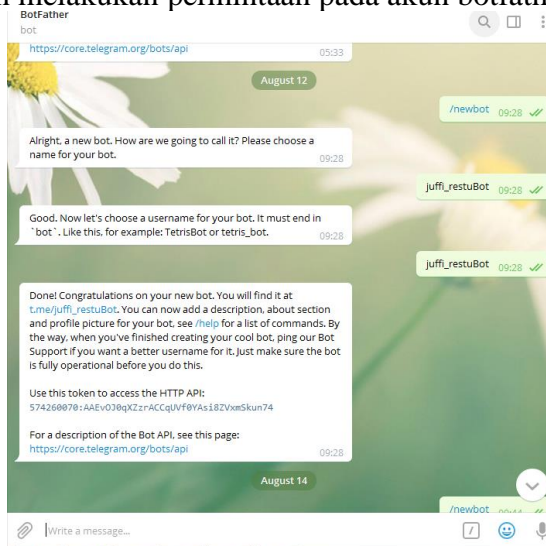 melakukan permintaan pada akun
BotFather
bot
https://core.telegram.org/bots/api 05:33
August 12
/newbot 09:28
Alright, a new bot. How are we going to call it? Please choose a
name for your bot. 09:28
juffi_restuBot 09:28
Good. Now let's choose a username for your bot. It must end in
`bot`. Like this, for example: TetrisBot or tetris_bot. 09:28
juffi_restuBot 09:28
Done! Congratulations on your new bot. You will find it at
t.me/juffi_restuBot. You can now add a description, about section
and profile picture for your bot, see /help for a list of commands. By
the way, when you've finished creating your cool bot, ping our Bot
Support if you want a better username for it. Just make sure the bot
is fully operational before you do this.
Use this token to access the HTTP API:
574260070:AAEvOJ0qXZzrACCqUVf0YAsi8ZVxmSkun74
For a description of the Bot API, see this page:
https://core.telegram.org/bots/api 09:28
August 14
/newbot
Write a message...